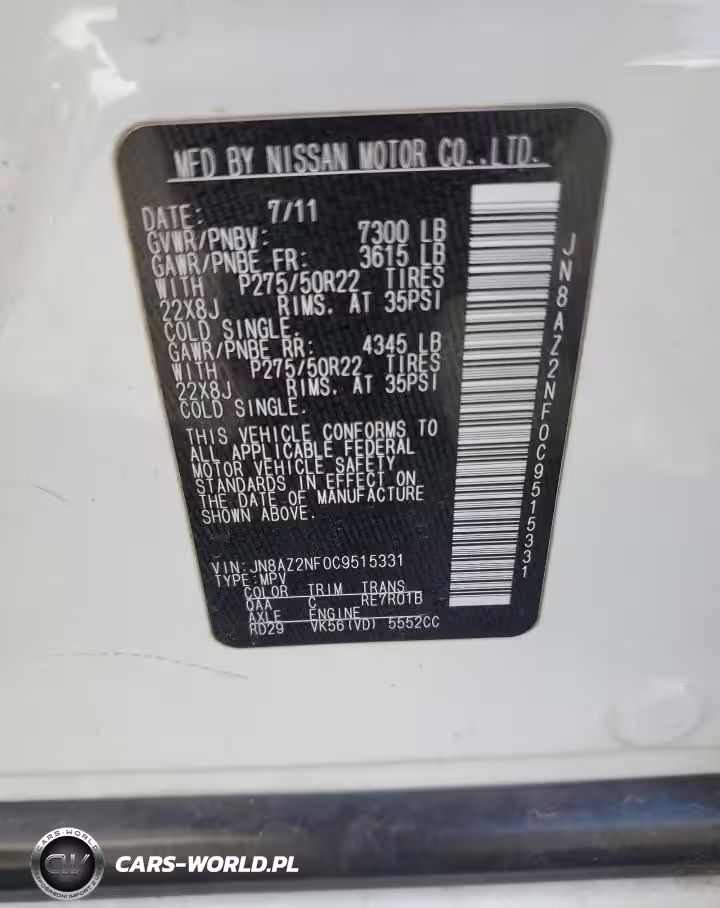 MFD BY NISSAN MOTOR CO.,LTD.
DATE: 7/11
GVWR/PNBV: 7300 LB
GAWR/PNBE FR: 3615 LB
WITH P275/50R22 TIRES
22X8J RIMS, AT 35PSI
COLD SINGLE.
GAWR/PNBE RR: 4345 LB
WITH P275/50R22 TIRES
22X8J RIMS, AT 35PSI
COLD SINGLE.
THIS VEHICLE CONFORMS TO
ALL APPLICABLE FEDERAL
MOTOR VEHICLE SAFETY
STANDARDS IN EFFECT ON
THE DATE OF MANUFACTURE
SHOWN ABOVE.
VIN:JN8AZ2NF0C9515331
TYPE:MPV
COLOR TRIM TRANS
QAA C RE7R01B
AXLE ENGINE
RD29 VK56(VD) 5552CC
JN8AZ2NF0C9515331
CARS-WORLD
CW
CARS-WORLD.PL